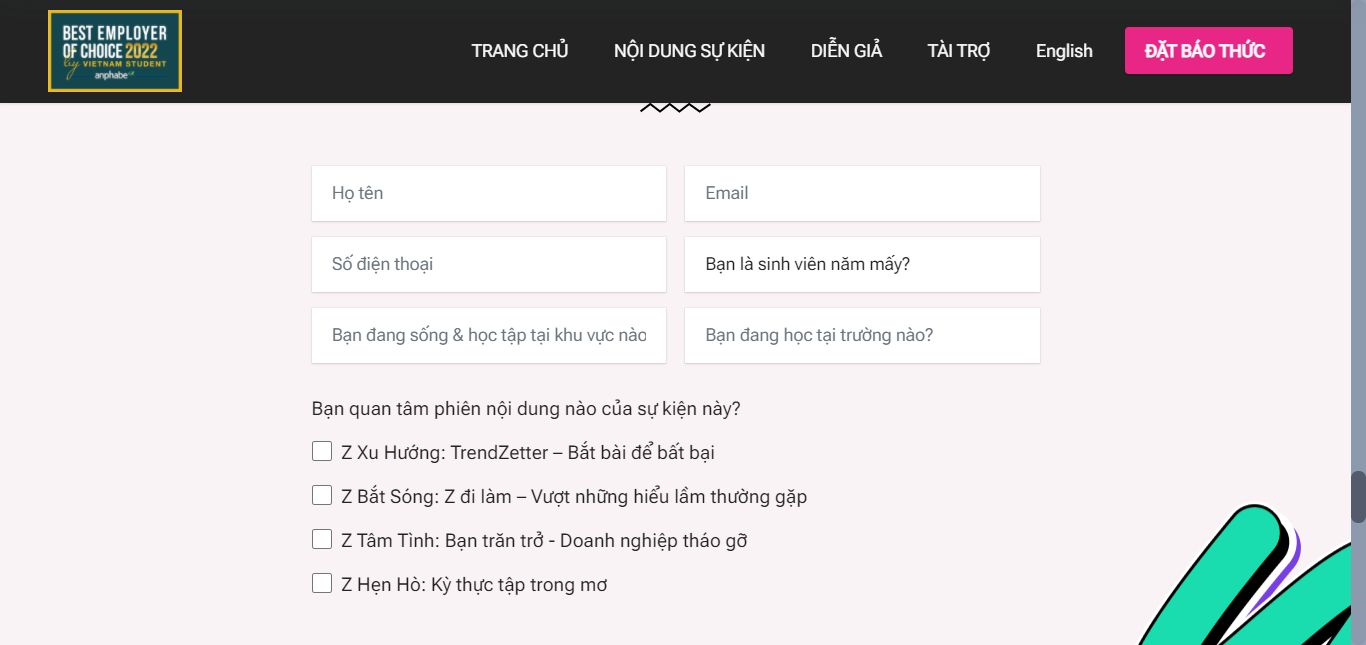 BEST EMPLOYER
OF CHOICE 2022
by VIETNAM STUDENT
anphabe
TRANG CHỦ
NỘI DUNG SỰ KIỆN
DIỄN GIẢ
TÀI TRỢ
English
ĐẶT BÁO THỨC
Họ tên
Email
Số điện thoại
Bạn là sinh viên năm mấy?
Bạn đang sống & học tập tại khu vực nào
Bạn đang học tại trường nào?
Bạn quan tâm phiên nội dung nào của sự kiện này?
Z Xu Hướng: TrendZetter – Bắt bài để bất bại
Z Bắt Sóng: Z đi làm – Vượt những hiểu lầm thường gặp
Z Tâm Tình: Bạn trăn trở - Doanh nghiệp tháo gỡ
Z Hẹn Hò: Kỳ thực tập trong mơ